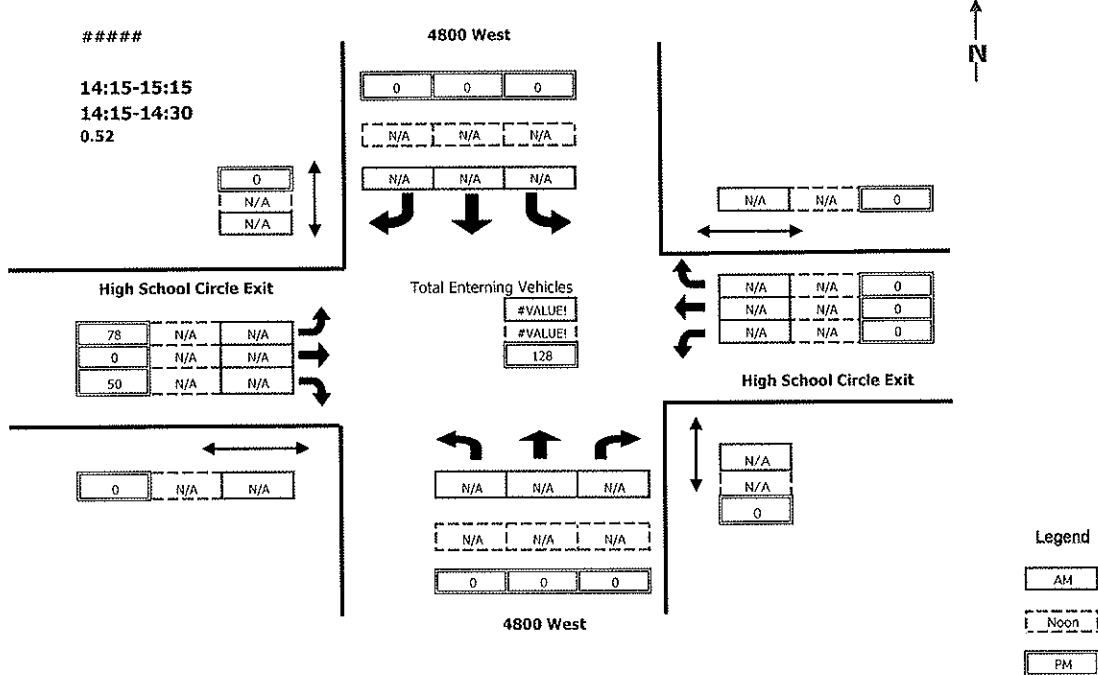 #####
4800 West
N
14:15-15:15
14:15-14:30
0.52
0 0 0
N/A N/A N/A
N/A N/A N/A
0
N/A
N/A
N/A N/A 0
High School Circle Exit
Total Enterning Vehicles
#VALUE!
#VALUE!
128
N/A N/A 0
N/A N/A 0
N/A N/A 0
78 N/A N/A
0 N/A N/A
50 N/A N/A
High School Circle Exit
0 N/A N/A
N/A N/A N/A
N/A N/A N/A
0 0 0
N/A
N/A
0
4800 West
Legend
AM
Noon
PM